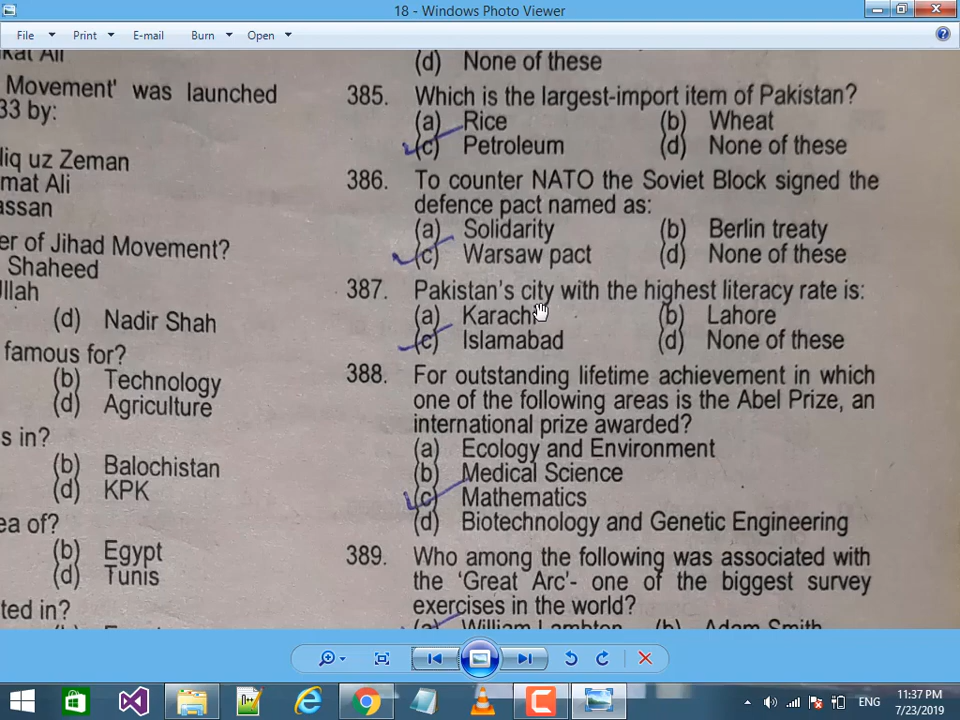 18 - Windows Photo Viewer
File
Print
E-mail
Burn
Open
Ali
Movement' was launched
33 by:
liq uz Zeman
mat Ali
assan
er of Jihad Movement?
Shaheed
Ullah
(d) Nadir Shah
famous for?
(b) Technology
(d) Agriculture
s in?
(b) Balochistan
(d) KPK
ea of?
(b) Egypt
(d) Tunis
ted in?
(d) None of these
385. Which is the largest-import item of Pakistan?
(a) Rice (b) Wheat
(c) Petroleum (d) None of these
386. To counter NATO the Soviet Block signed the
defence pact named as:
(a) Solidarity (b) Berlin treaty
(c) Warsaw pact (d) None of these
387. Pakistan's city with the highest literacy rate is:
(a) Karachi (b) Lahore
(c) Islamabad (d) None of these
388. For outstanding lifetime achievement in which
one of the following areas is the Abel Prize, an
international prize awarded?
(a) Ecology and Environment
(b) Medical Science
(c) Mathematics
(d) Biotechnology and Genetic Engineering
389. Who among the following was associated with
the 'Great Arc'- one of the biggest survey
exercises in the world?
(a) William Lambton (b) Adam Smith
ENG
11:37 PM
7/23/2019